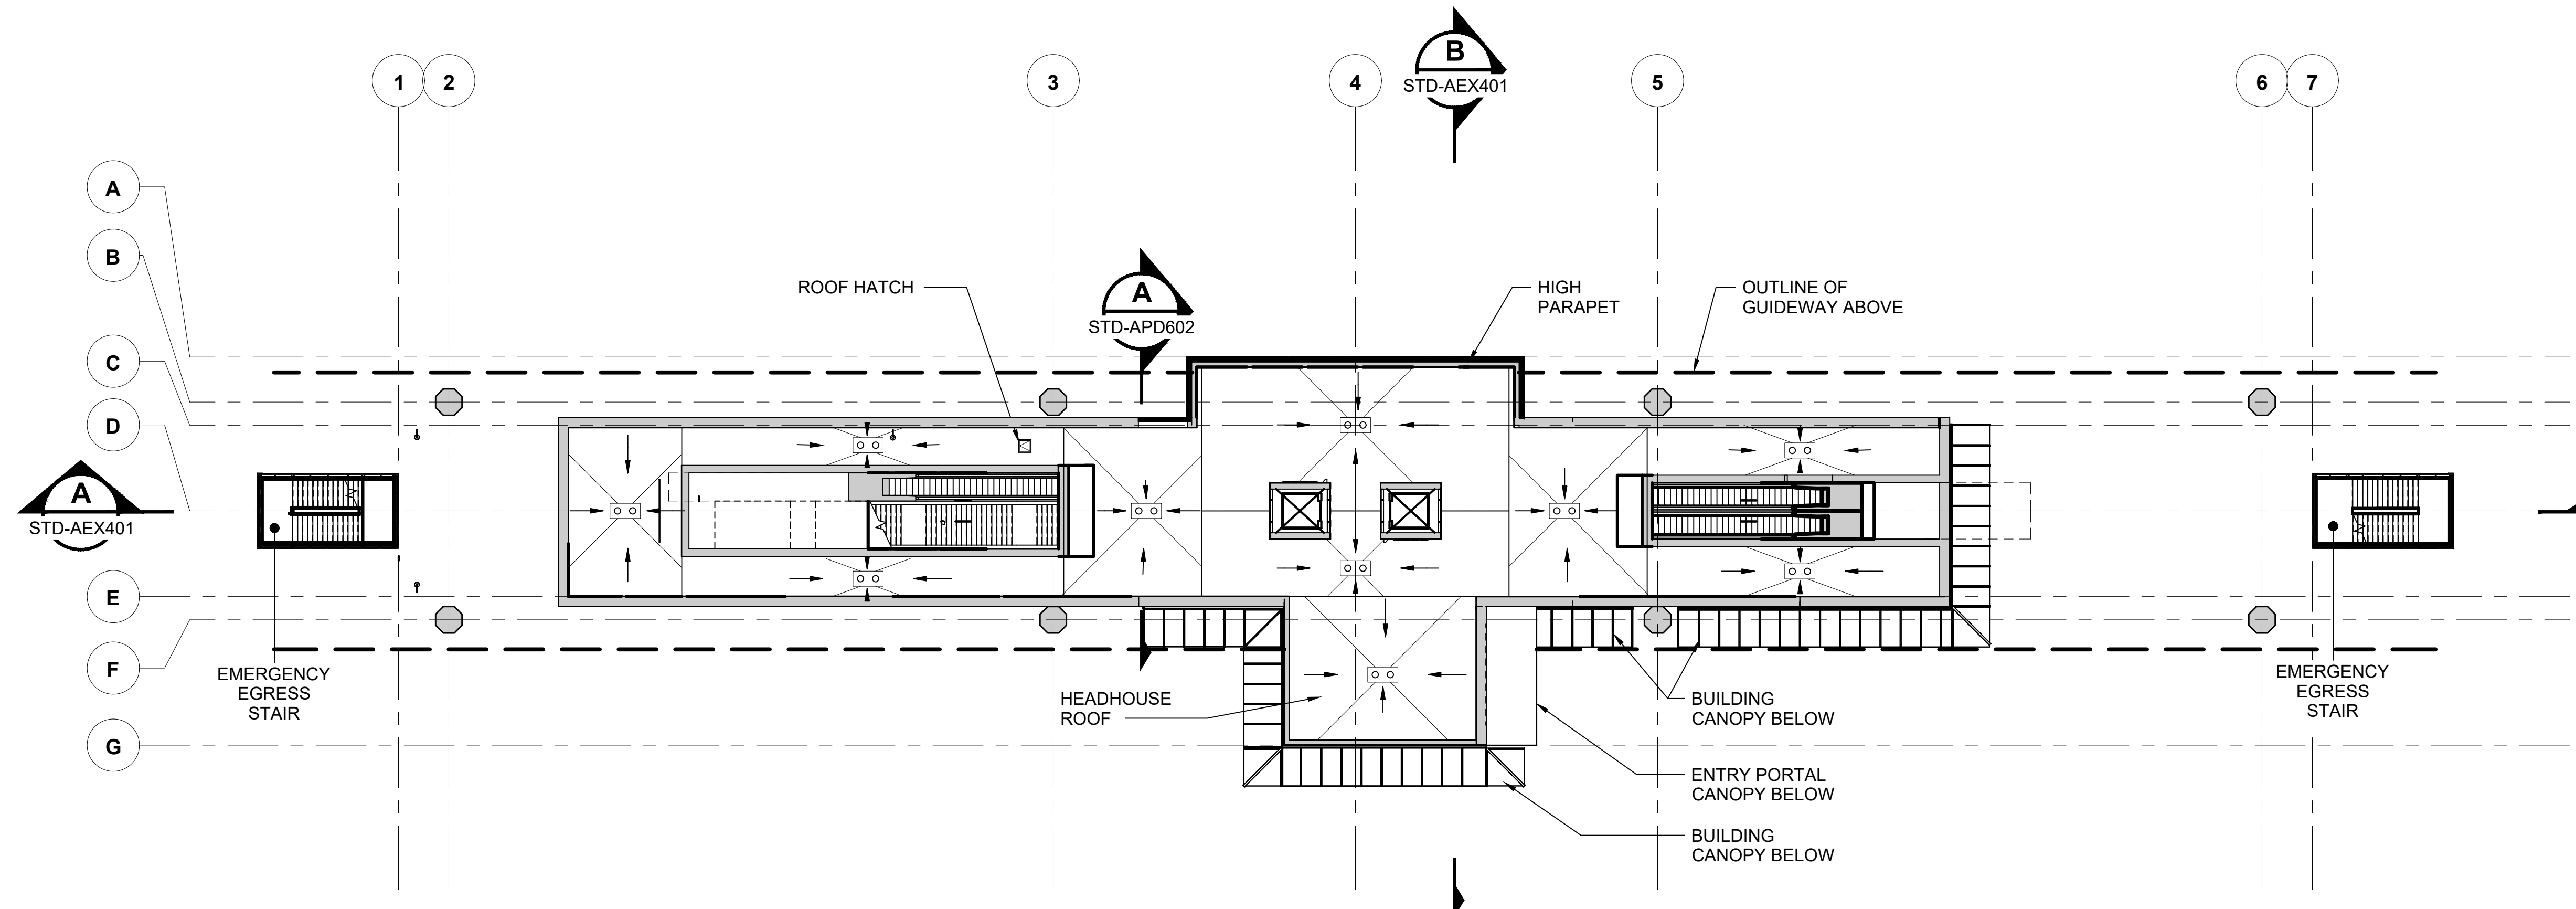 B
STD-AEX401
1
2
3
4
5
6
7
A
B
C
D
E
F
G
ROOF HATCH
A
STD-APD602
HIGH
PARAPET
OUTLINE OF
GUIDEWAY ABOVE
A
STD-AEX401
EMERGENCY
EGRESS
STAIR
HEADHOUSE
ROOF
BUILDING
CANOPY BELOW
ENTRY PORTAL
CANOPY BELOW
BUILDING
CANOPY BELOW
EMERGENCY
EGRESS
STAIR